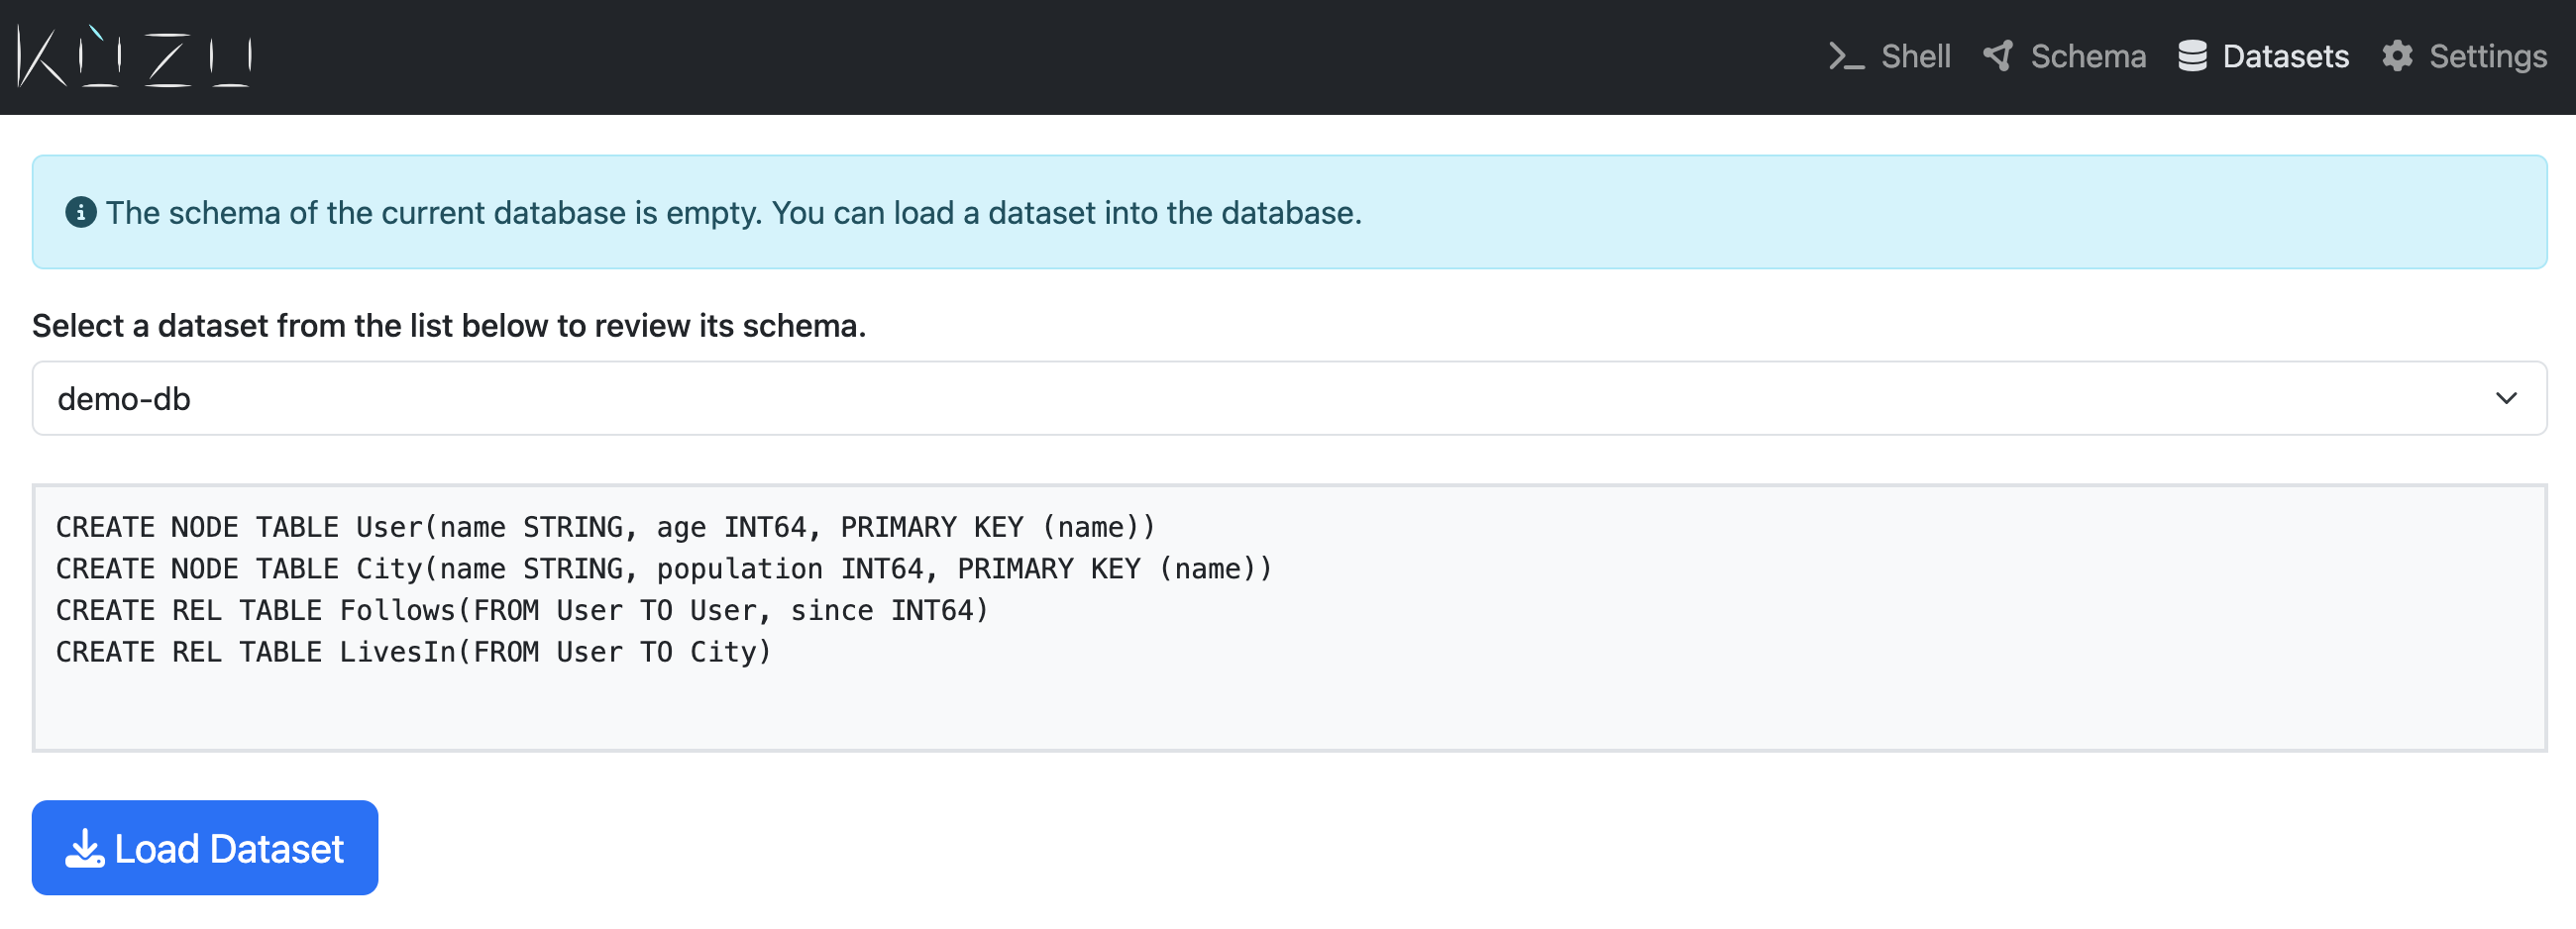 KÙZU
Shell Schema Datasets Settings
The schema of the current database is empty. You can load a dataset into the database.
Select a dataset from the list below to review its schema.
demo-db
CREATE NODE TABLE User(name STRING, age INT64, PRIMARY KEY (name))
CREATE NODE TABLE City(name STRING, population INT64, PRIMARY KEY (name))
CREATE REL TABLE Follows(FROM User TO User, since INT64)
CREATE REL TABLE LivesIn(FROM User TO City)
Load Dataset